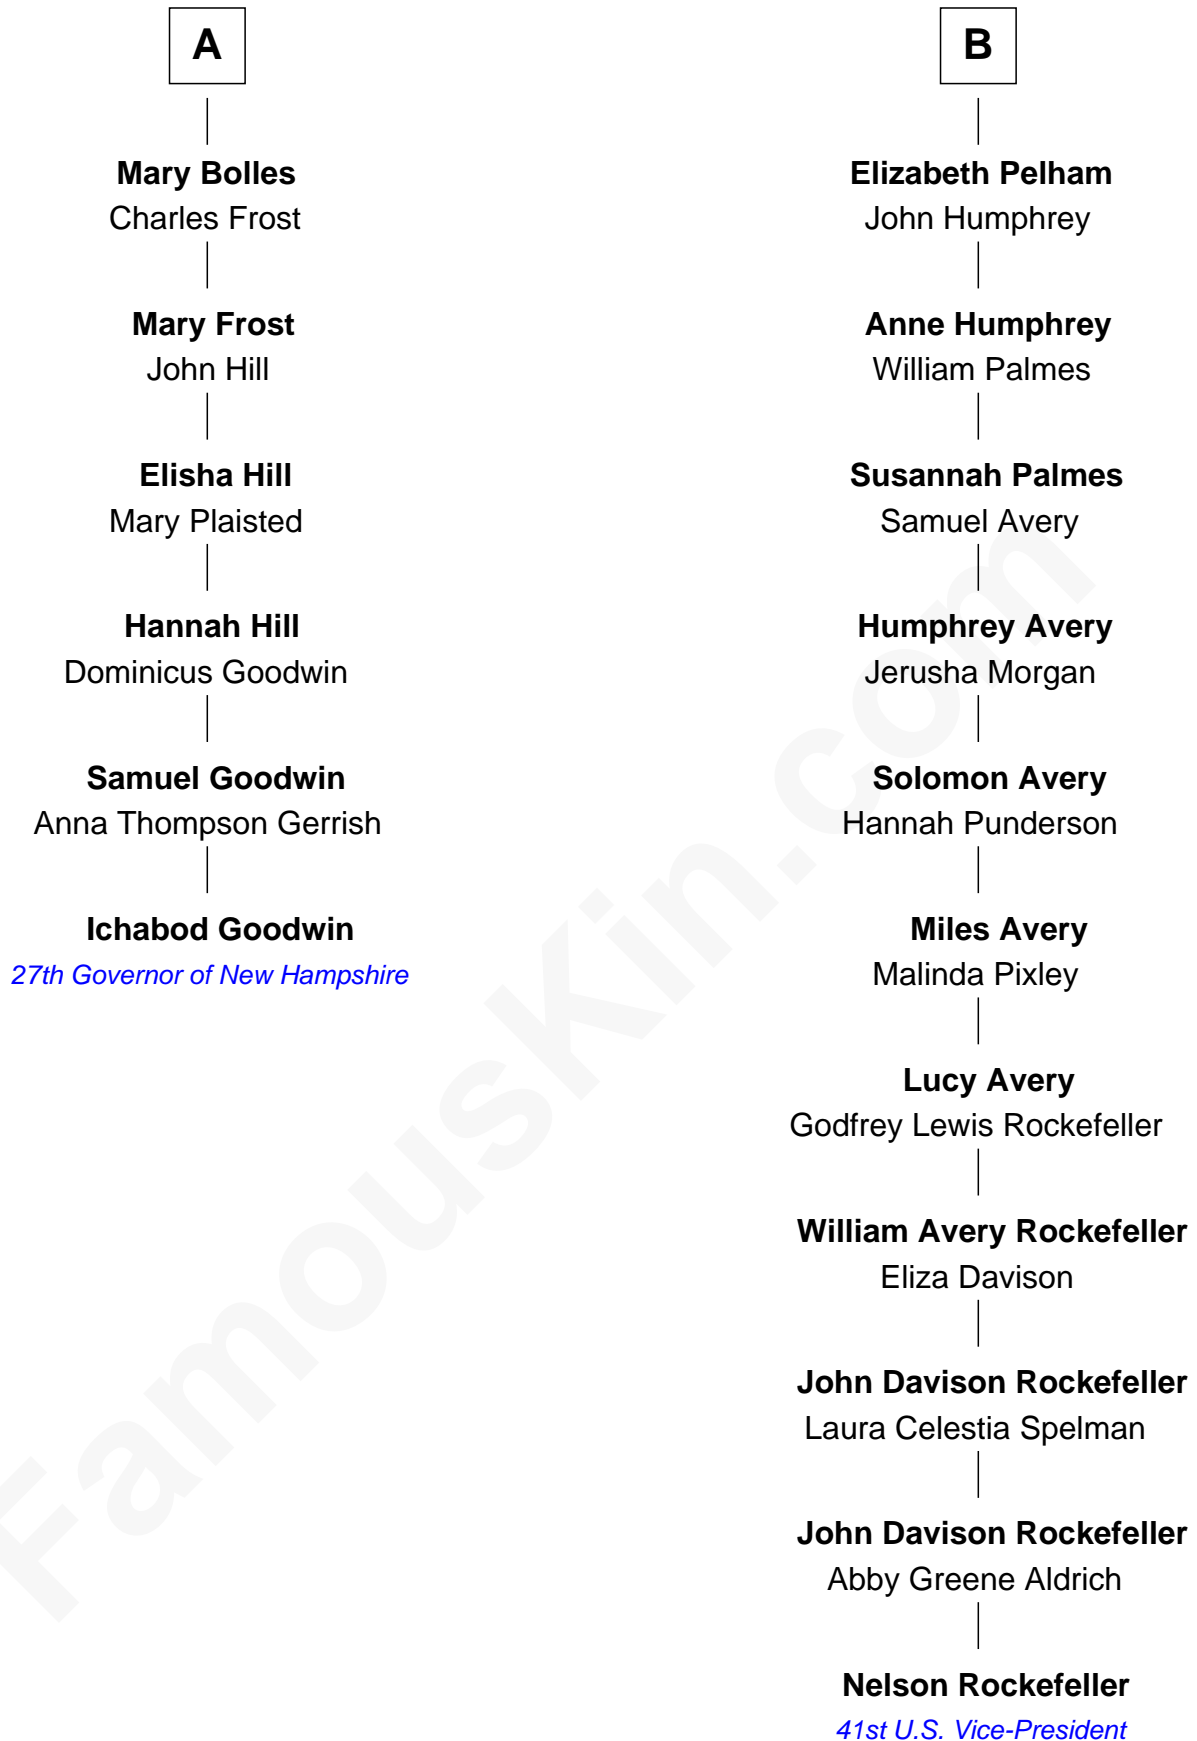 A
Mary Bolles
Charles Frost
Mary Frost
John Hill
Elisha Hill
Mary Plaisted
Hannah Hill
Dominicus Goodwin
Samuel Goodwin
Anna Thompson Gerrish
Ichabod Goodwin
27th Governor of New Hampshire
B
Elizabeth Pelham
John Humphrey
Anne Humphrey
William Palmes
Susannah Palmes
Samuel Avery
Humphrey Avery
Jerusha Morgan
Solomon Avery
Hannah Punderson
Miles Avery
Malinda Pixley
Lucy Avery
Godfrey Lewis Rockefeller
William Avery Rockefeller
Eliza Davison
John Davison Rockefeller
Laura Celestia Spelman
John Davison Rockefeller
Abby Greene Aldrich
Nelson Rockefeller
41st U.S. Vice-President
FamousKin.com